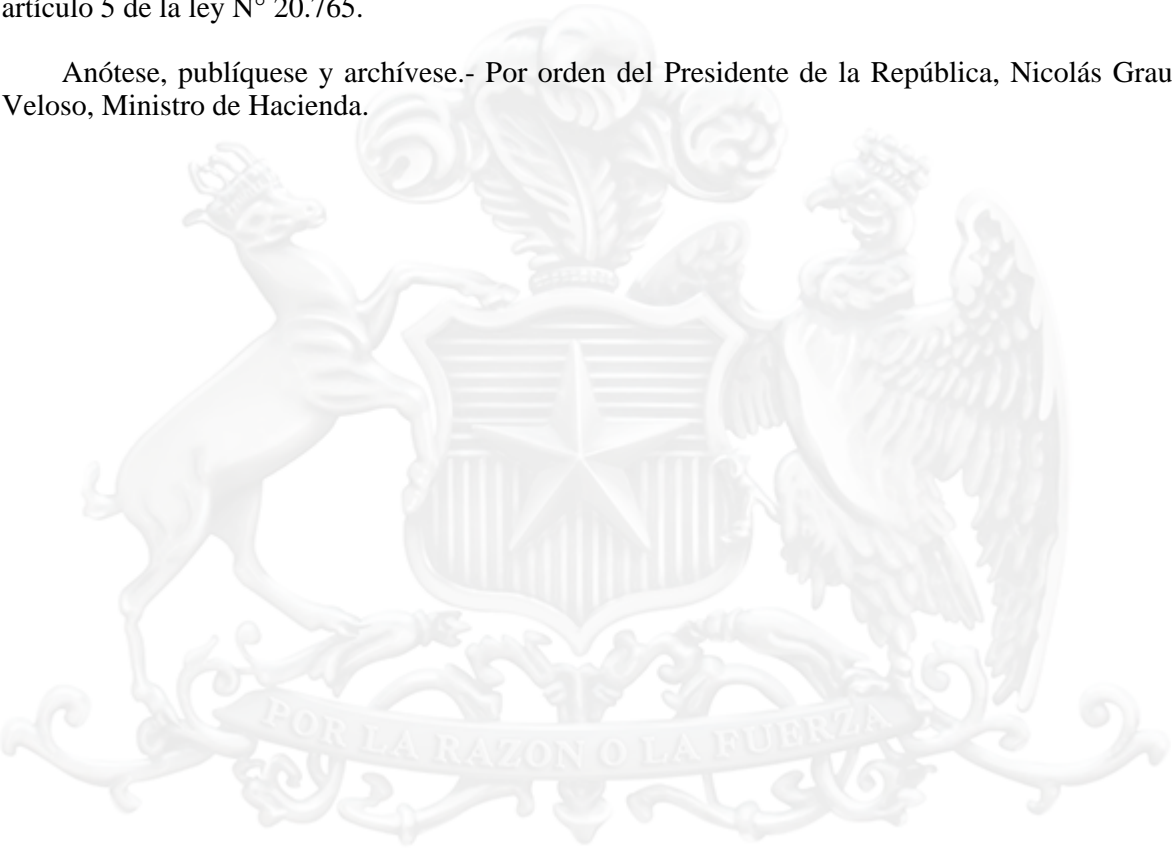 artículo 5 de la ley N° 20.765.
Anótese, publíquese y archívese.- Por orden del Presidente de la República, Nicolás Grau
Veloso, Ministro de Hacienda.
POR LA RAZON O LA FUERZA